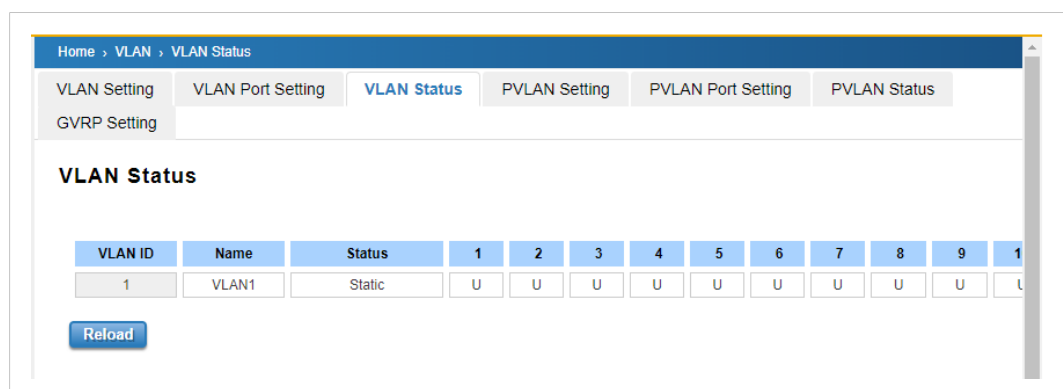 Home › VLAN › VLAN Status
VLAN Setting VLAN Port Setting VLAN Status PVLAN Setting PVLAN Port Setting PVLAN Status
GVRP Setting
VLAN Status
VLAN ID Name Status 1 2 3 4 5 6 7 8 9
1 VLAN1 Static U U U U U U U U U
Reload